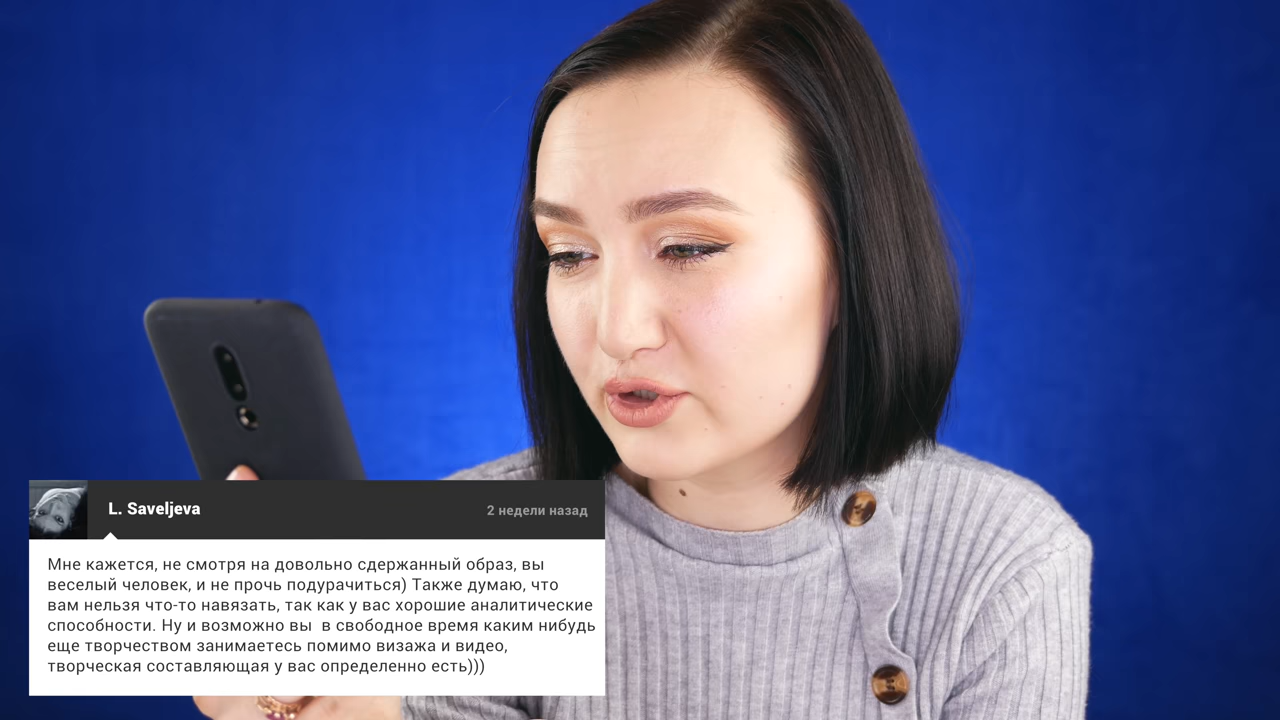 L. Saveljeva
2 недели назад
Мне кажется, не смотря на довольно сдержанный образ, вы
веселый человек, и не прочь подурачиться) Также думаю, что
вам нельзя что-то навязать, так как у вас хорошие аналитические
способности. Ну и возможно вы  в свободное время каким нибудь
еще творчеством занимаетесь помимо визажа и видео,
творческая составляющая у вас определенно есть)))